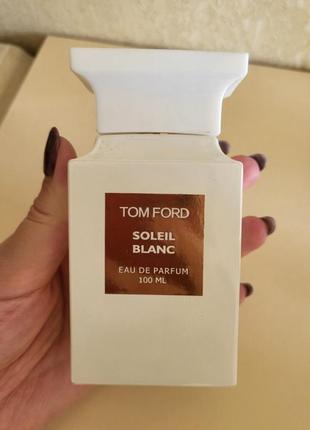 TOM FORD
SOLEIL
BLANC
EAU DE PARFUM
100 ML